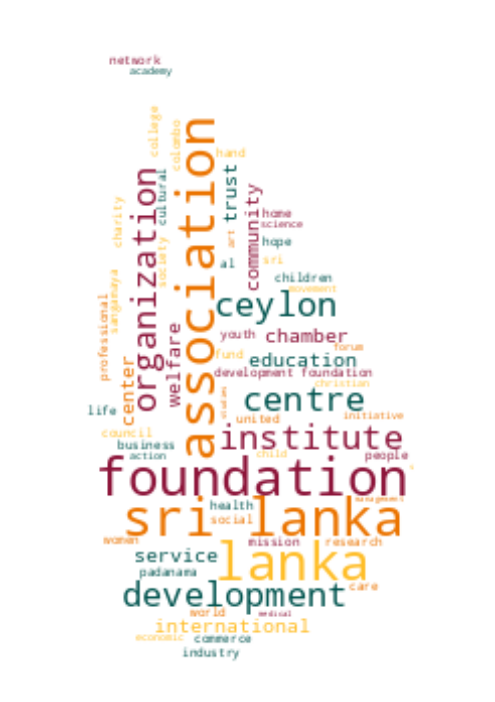 network
academy
college
colombo
association
hand
organization
cultural
trust
community
charity
society
art
home
science
hope
al
sri
children
movement
sangamaya
professional
ceylon
welfare
youth
chamber
forum
fund
education
center
development foundation
christian
life
centre
united
initiative
council
institute
business
action
child
people
foundation
management
health
sri lanka
social
women
mission
research
service
lanka
padanama
care
development
world
medical
international
economic
commerce
industry